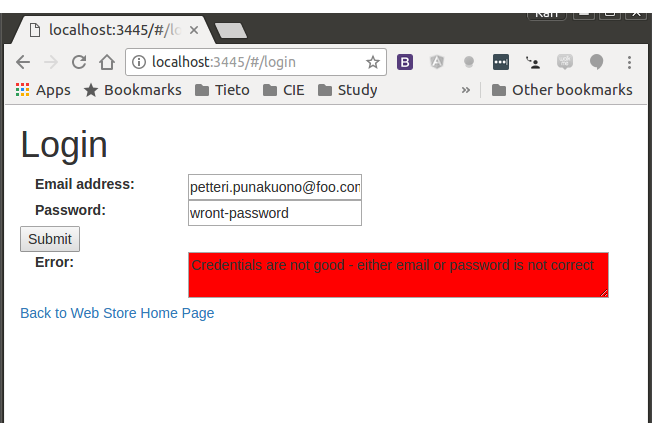 Kari
localhost:3445/#/lo
localhost:3445/#/login
Apps Bookmarks Tieto CIE Study » Other bookmarks
Login
Email address: petteri.punakuono@foo.com
Password: wront-password
Submit
Error: Credentials are not good - either email or password is not correct
Back to Web Store Home Page